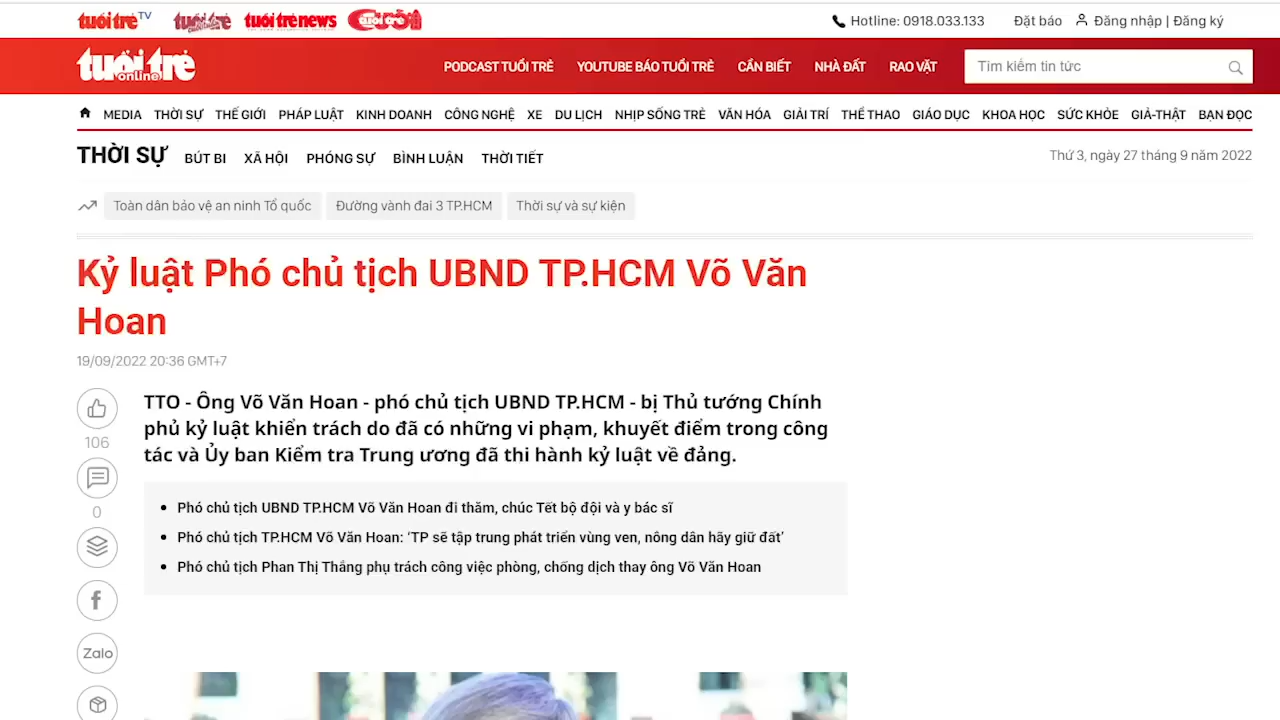 tuổi trẻ TV
tuổi trẻ
tuổi trẻ news
tuổi trẻ cười
Hotline: 0918.033.133
Đặt báo
Đăng nhập | Đăng ký
tuổi trẻ online
PODCAST TUỔI TRẺ
YOUTUBE BÁO TUỔI TRẺ
CẦN BIẾT
NHÀ ĐẤT
RAO VẶT
Tìm kiếm tin tức
MEDIA THỜI SỰ THẾ GIỚI PHÁP LUẬT KINH DOANH CÔNG NGHỆ XE DU LỊCH NHỊP SỐNG TRẺ VĂN HÓA GIẢI TRÍ THỂ THAO GIÁO DỤC KHOA HỌC SỨC KHỎE GIẢ-THẬT BẠN ĐỌC
THỜI SỰ BÚT BI XÃ HỘI PHÓNG SỰ BÌNH LUẬN THỜI TIẾT
Thứ 3, ngày 27 tháng 9 năm 2022
Toàn dân bảo vệ an ninh Tổ quốc
Đường vành đai 3 TP.HCM
Thời sự và sự kiện
Kỷ luật Phó chủ tịch UBND TP.HCM Võ Văn
Hoan
19/09/2022 20:36 GMT+7
TTO - Ông Võ Văn Hoan - phó chủ tịch UBND TP.HCM - bị Thủ tướng Chính
phủ kỷ luật khiển trách do đã có những vi phạm, khuyết điểm trong công
tác và Ủy ban Kiểm tra Trung ương đã thi hành kỷ luật về đảng.
106
0
Phó chủ tịch UBND TP.HCM Võ Văn Hoan đi thăm, chúc Tết bộ đội và y bác sĩ
Phó chủ tịch TP.HCM Võ Văn Hoan: ‘TP sẽ tập trung phát triển vùng ven, nông dân hãy giữ đất’
Phó chủ tịch Phan Thị Thắng phụ trách công việc phòng, chống dịch thay ông Võ Văn Hoan
f
Zalo